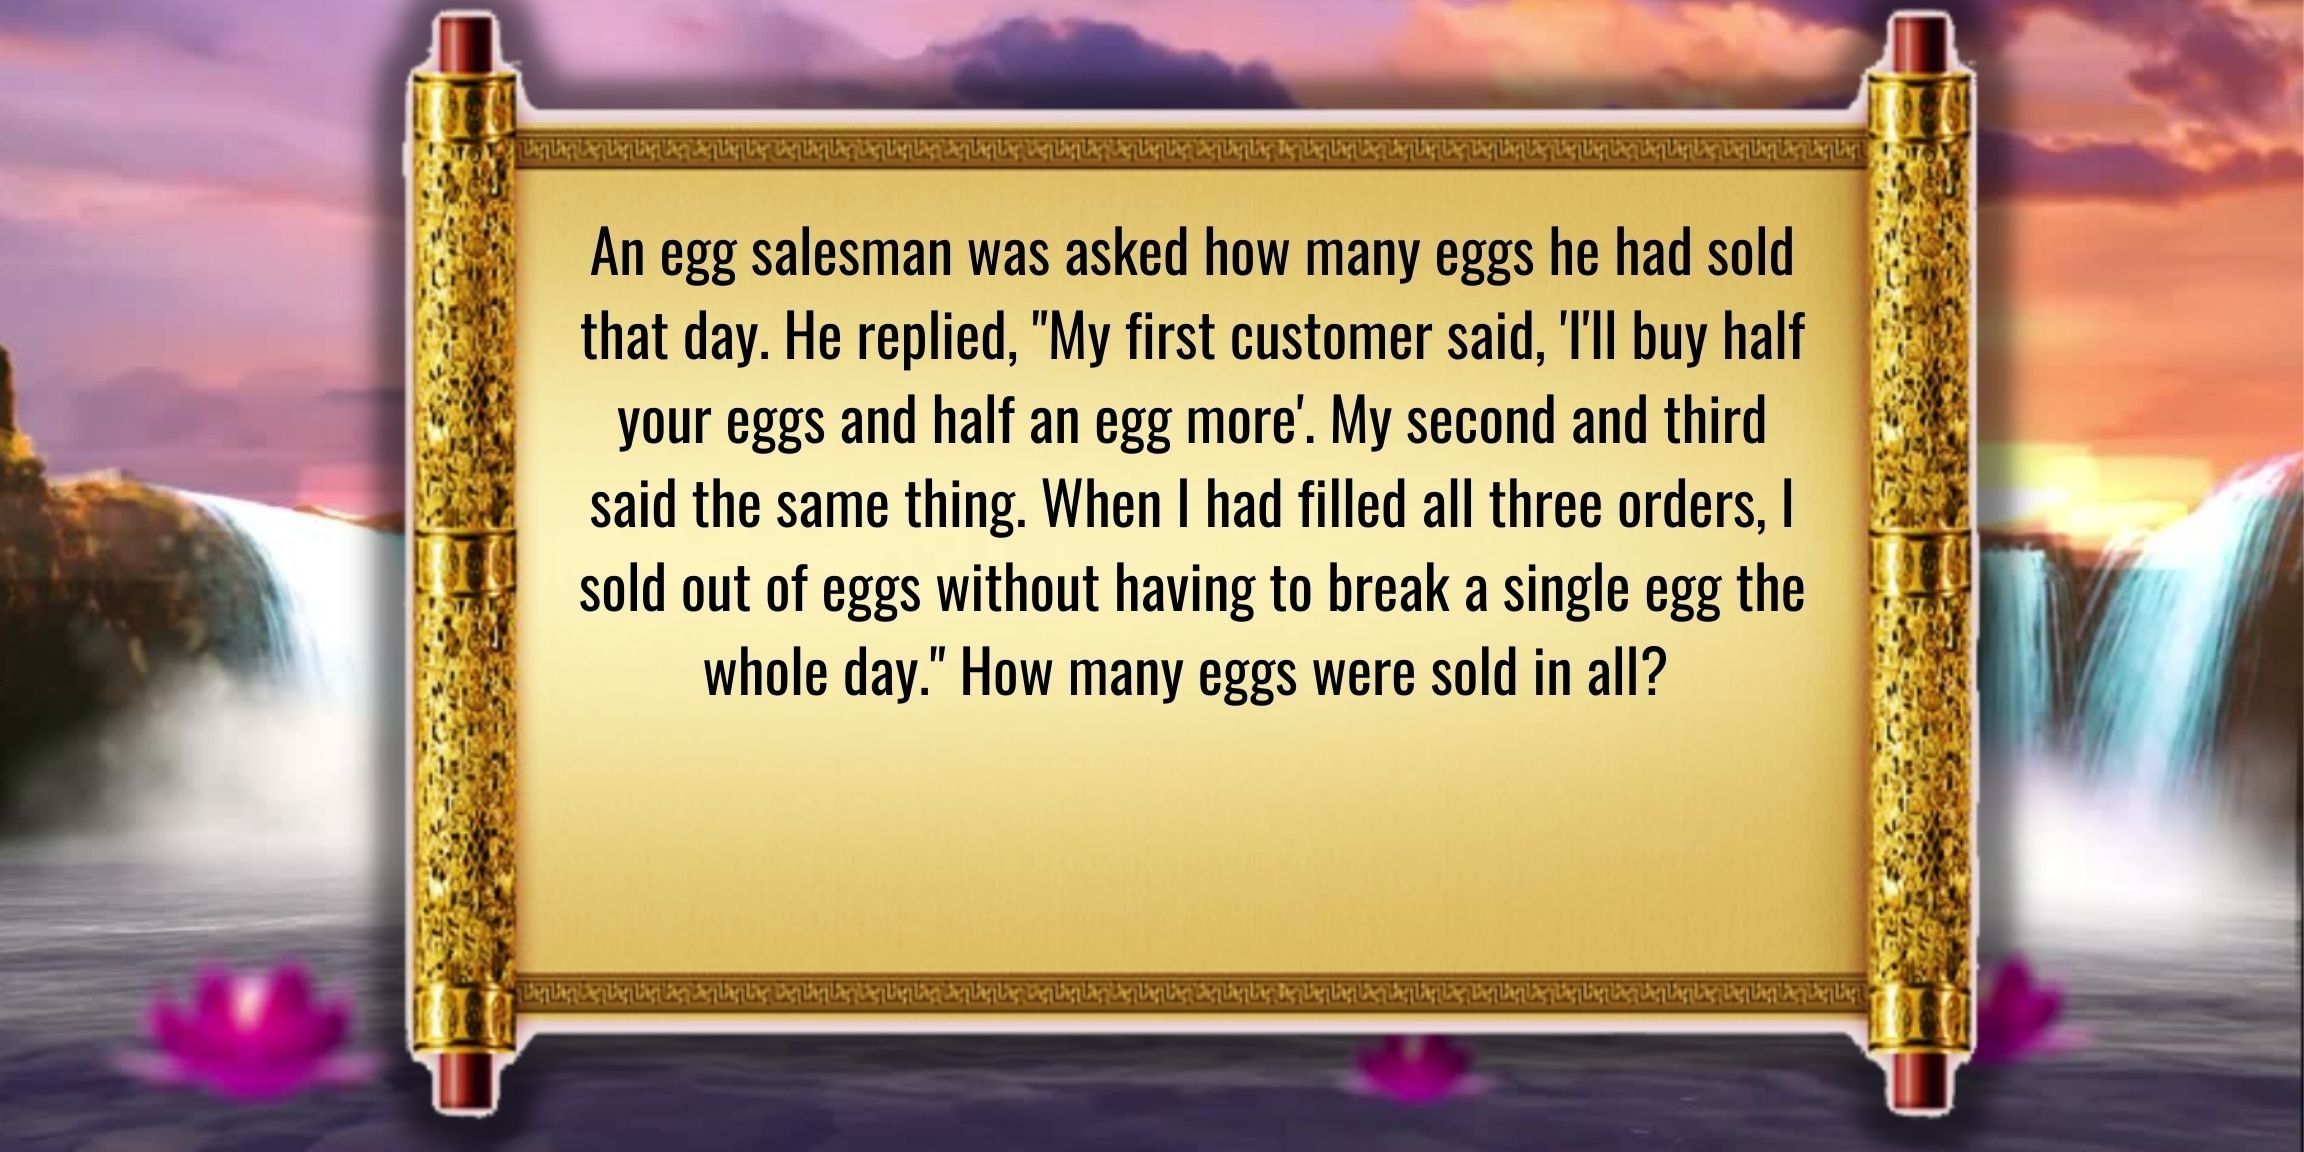 An egg salesman was asked how many eggs he had sold
that day. He replied, "My first customer said, 'I'll buy half
your eggs and half an egg more'. My second and third
said the same thing. When I had filled all three orders, I
sold out of eggs without having to break a single egg the
whole day." How many eggs were sold in all?